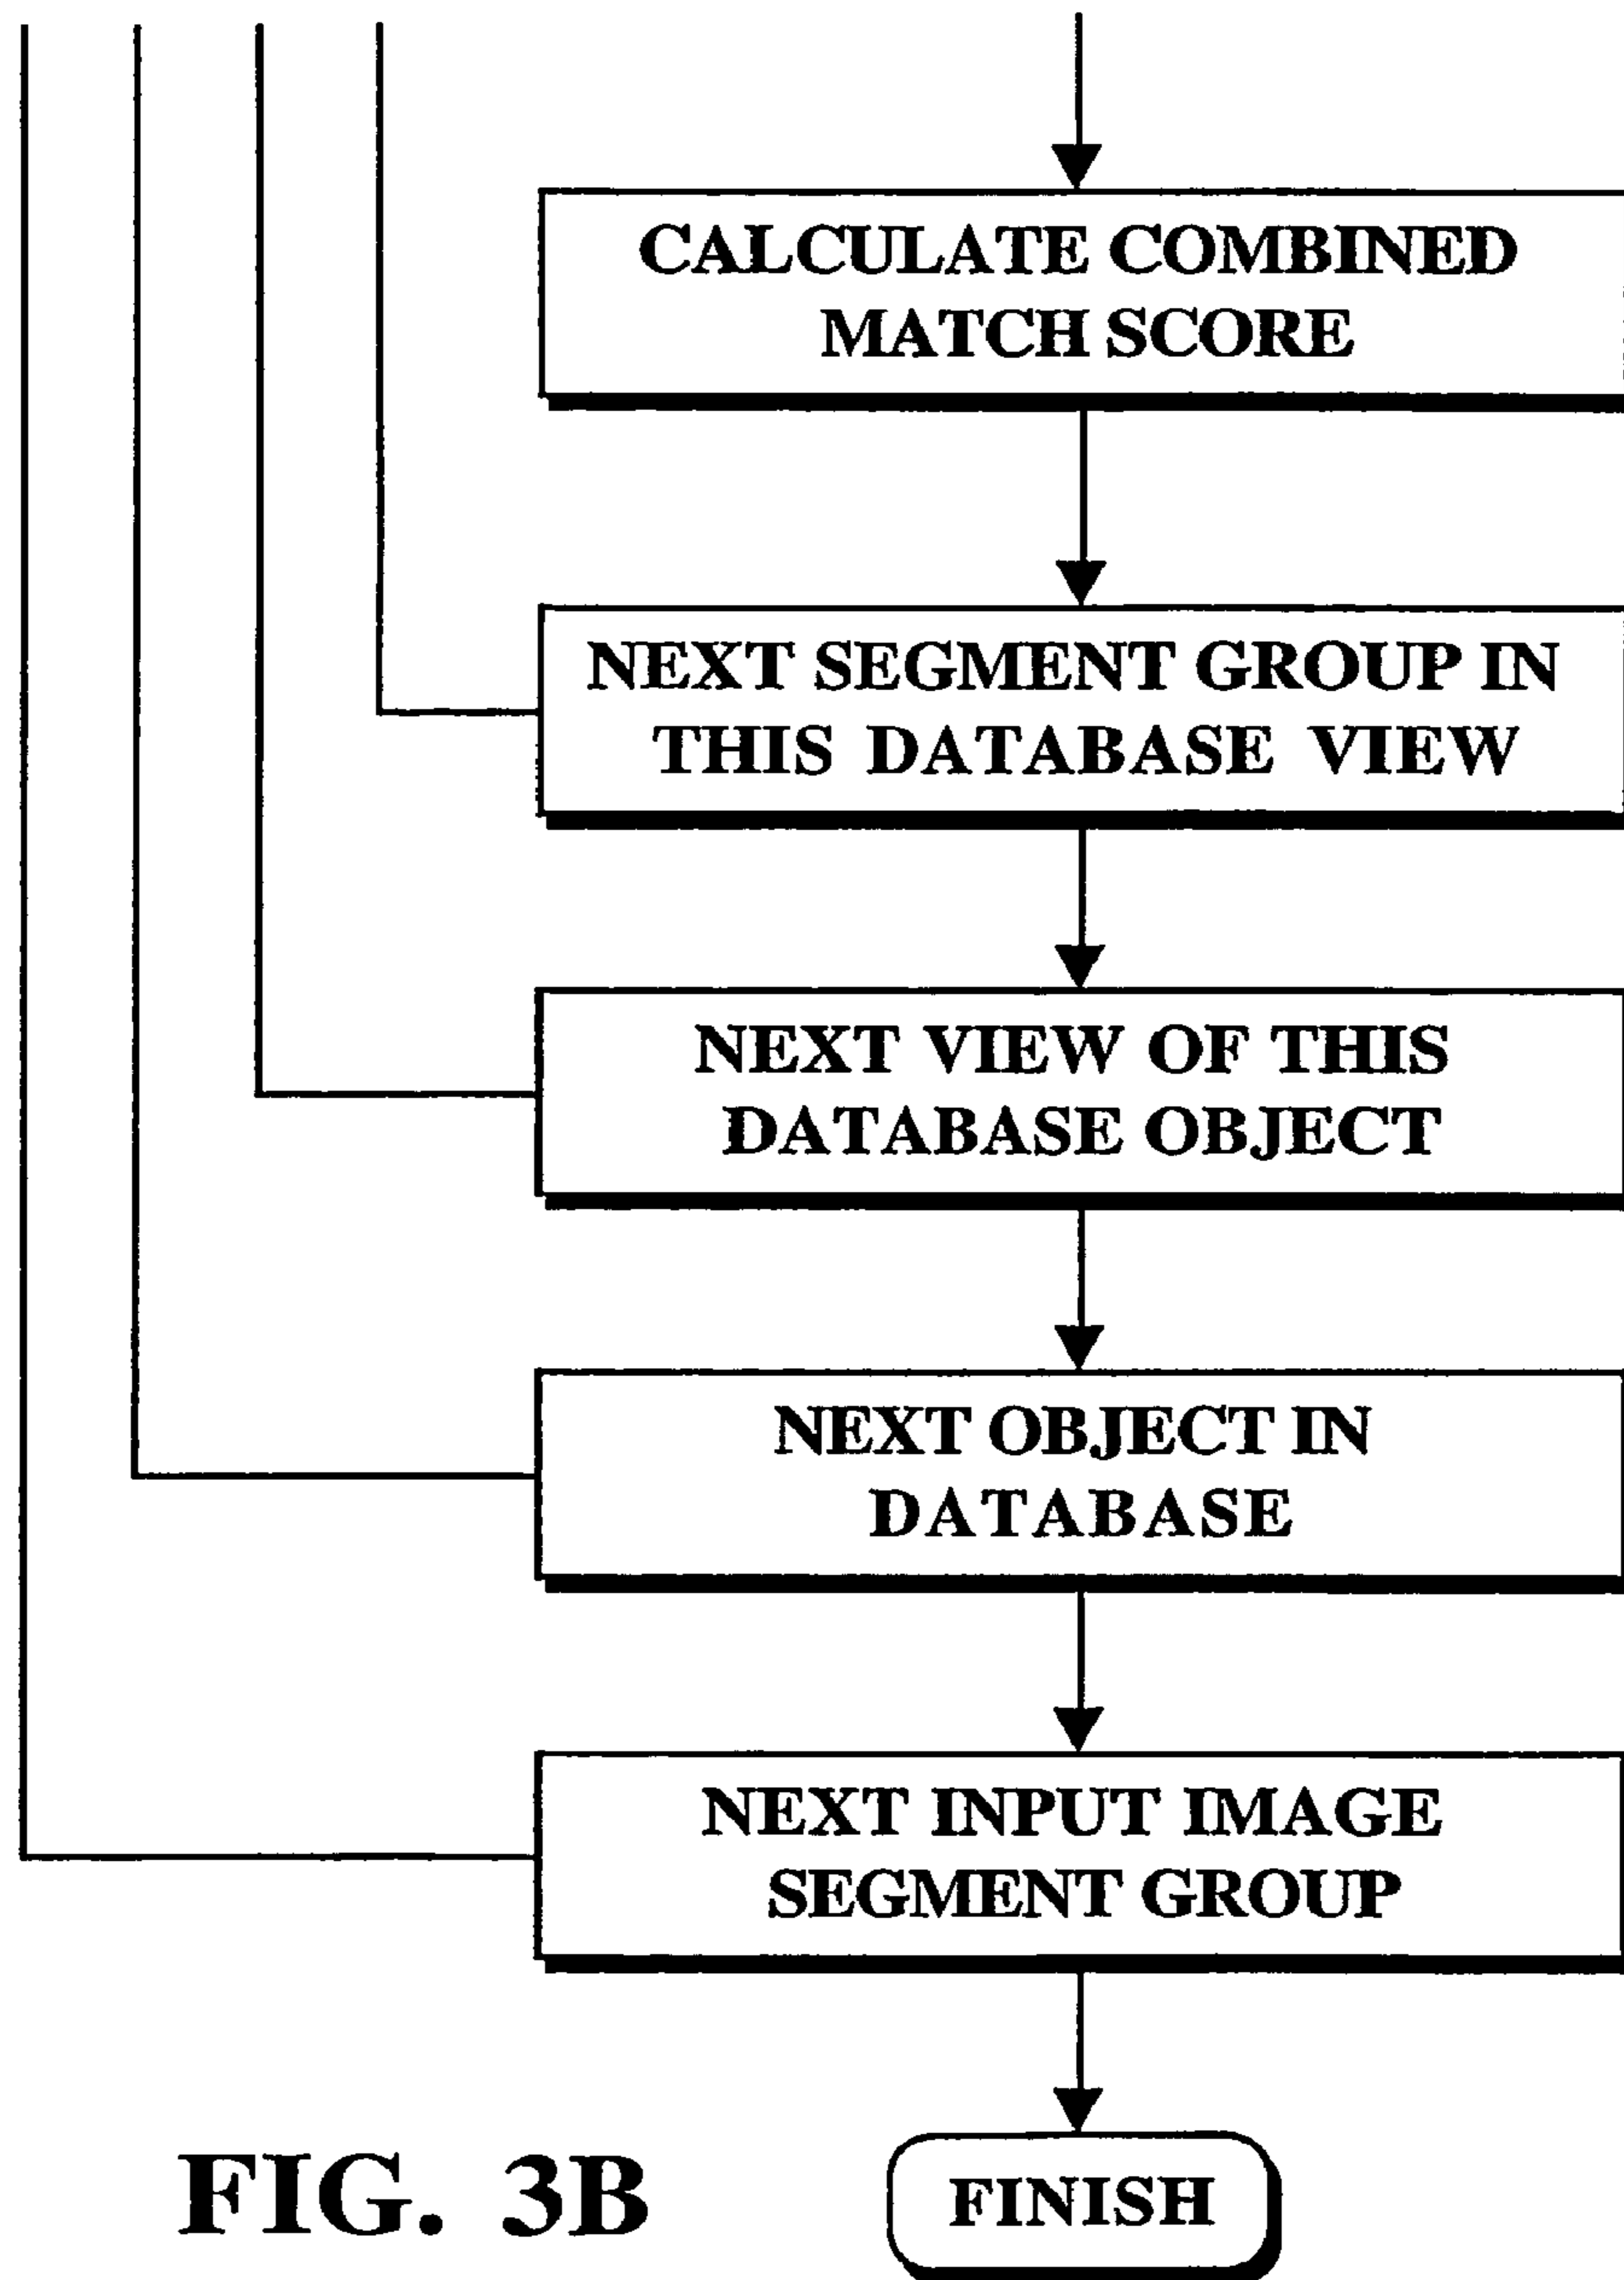 CALCULATE COMBINED
MATCH SCORE
NEXT SEGMENT GROUP IN
THIS DATABASE VIEW
NEXT VIEW OF THIS
DATABASE OBJECT
NEXT OBJECT IN
DATABASE
NEXT INPUT IMAGE
SEGMENT GROUP
FINISH
FIG. 3B